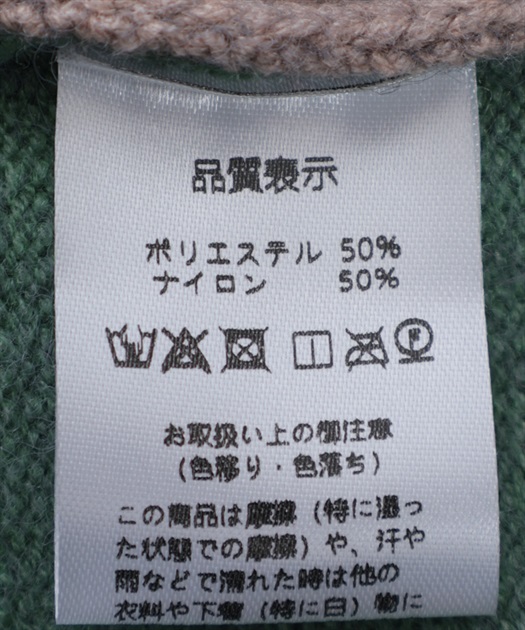 品質表示
ポリエステル 50%
ナイロン 50%
お取扱い上の御注意
(色移り・色落ち)
この商品は摩擦(特に湿っ
た状態での摩擦)や、汗や
雨などで濡れた時は他の
衣料や下着(特に白)物に